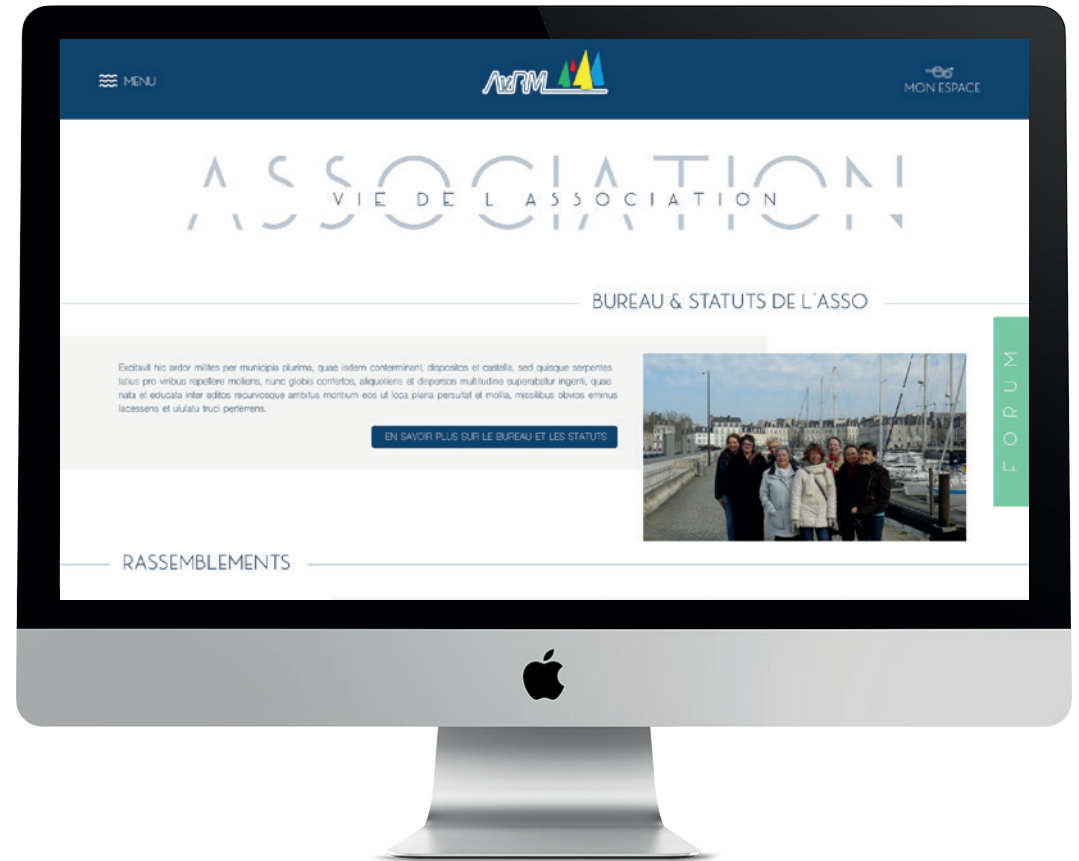 MENU
AVRM
MON ESPACE
ASSOCIATION
VIE DE L ASSOCIATION
BUREAU & STATUTS DE L'ASSO
Excitavit hic ardor milites per municipia plurima, quae isdem conterminant, dispositos et castella, sed quisque serpentes
latius pro viribus repellere moliens, nunc globis confertos, aliquotiens et dispersos multitudine superabatur ingenti, quae
nata et educata inter editos recurvosque ambitus montium eos ut loca plana persultat et mollia, missilibus obvios eminus
lacessens et ululatu truci perterrens.
EN SAVOIR PLUS SUR LE BUREAU ET LES STATUTS
FORUM
RASSEMBLEMENTS